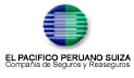 EL PACIFICO PERUANO SUIZA
Compañía de Seguros y Reaseguros